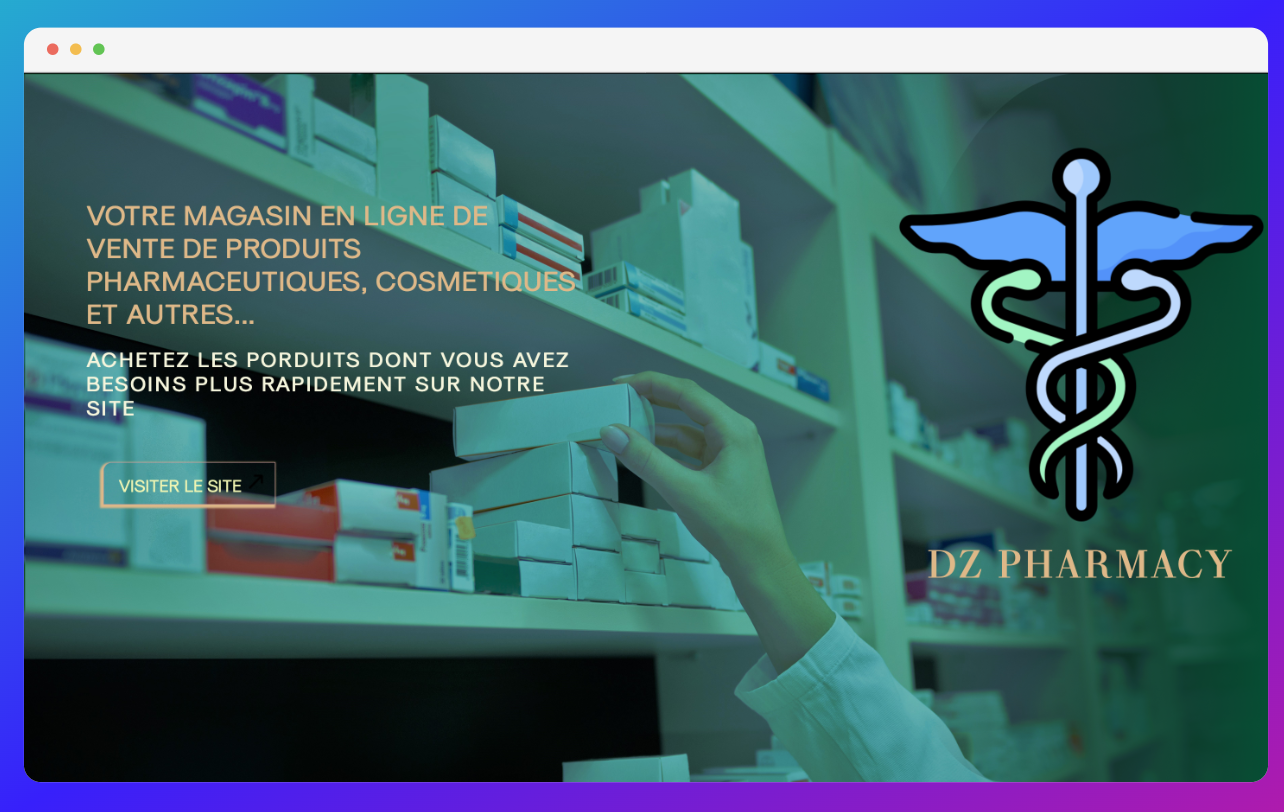 VOTRE MAGASIN EN LIGNE DE
VENTE DE PRODUITS
PHARMACEUTIQUES, COSMETIQUES
ET AUTRES...
ACHETEZ LES PORDUITS DONT VOUS AVEZ
BESOINS PLUS RAPIDEMENT SUR NOTRE
SITE
VISITER LE SITE
DZ PHARMACY